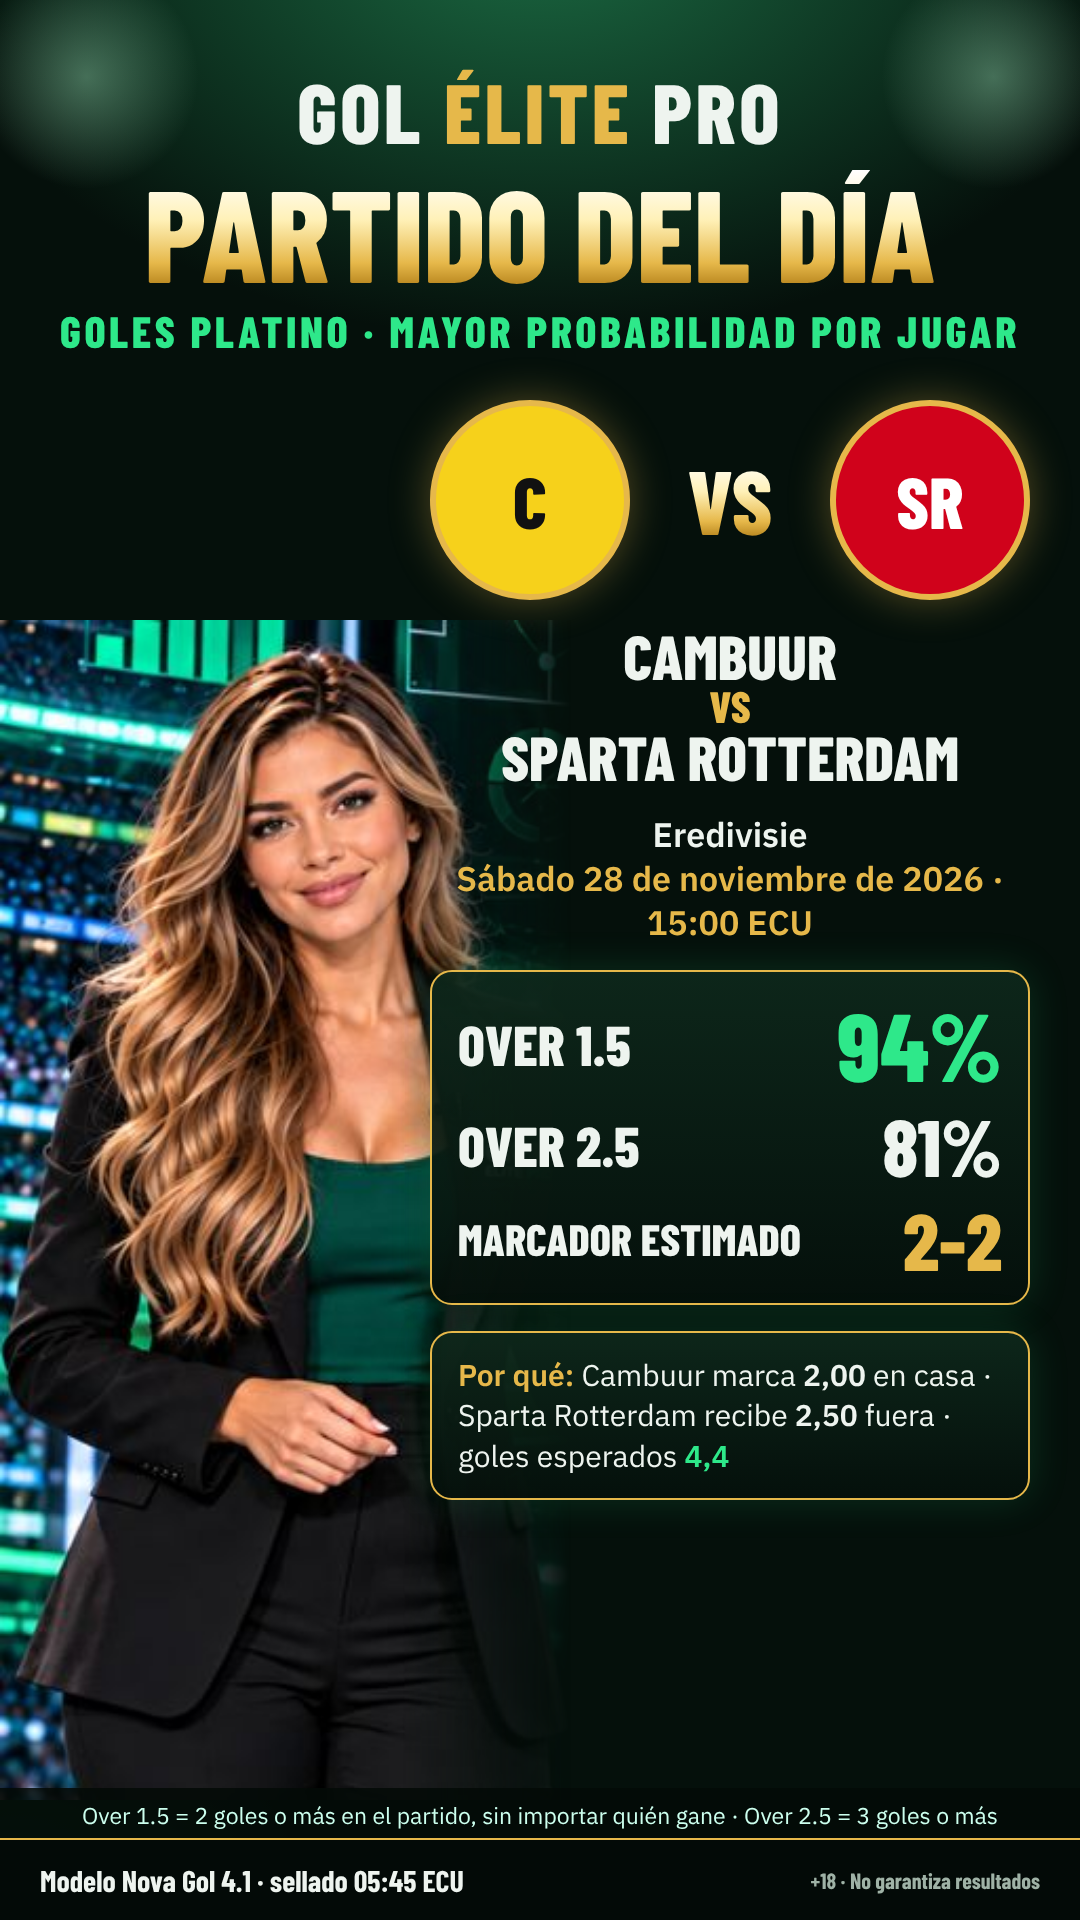 GOL ÉLITE PRO
PARTIDO DEL DÍA
GOLES PLATINO · MAYOR PROBABILIDAD POR JUGAR
C VS SR
CAMBUUR
VS
SPARTA ROTTERDAM
Eredivisie
Sábado 28 de noviembre de 2026 ·
15:00 ECU
OVER 1.5 94%
OVER 2.5 81%
MARCADOR ESTIMADO 2-2
Por qué: Cambuur marca 2,00 en casa ·
Sparta Rotterdam recibe 2,50 fuera ·
goles esperados 4,4
Over 1.5 = 2 goles o más en el partido, sin importar quién gane · Over 2.5 = 3 goles o más
Modelo Nova Gol 4.1 · sellado 05:45 ECU
+18 · No garantiza resultados